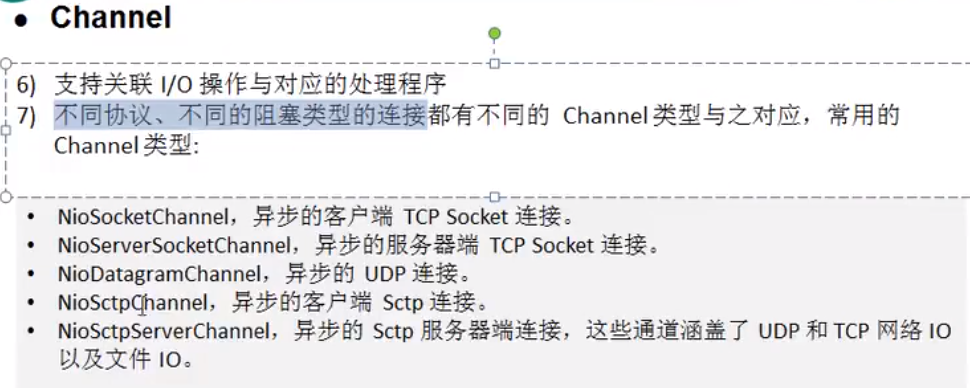 ● Channel
6) 支持关联 I/O 操作与对应的处理程序
7) 不同协议、不同的阻塞类型的连接都有不同的 Channel 类型与之对应，常用的
Channel 类型:
• NioSocketChannel，异步的客户端 TCP Socket 连接。
• NioServerSocketChannel，异步的服务器端 TCP Socket 连接。
• NioDatagramChannel，异步的 UDP 连接。
• NioSctpChannel，异步的客户端 Sctp 连接。
• NioSctpServerChannel，异步的 Sctp 服务器端连接，这些通道涵盖了 UDP 和 TCP 网络 IO
以及文件 IO。